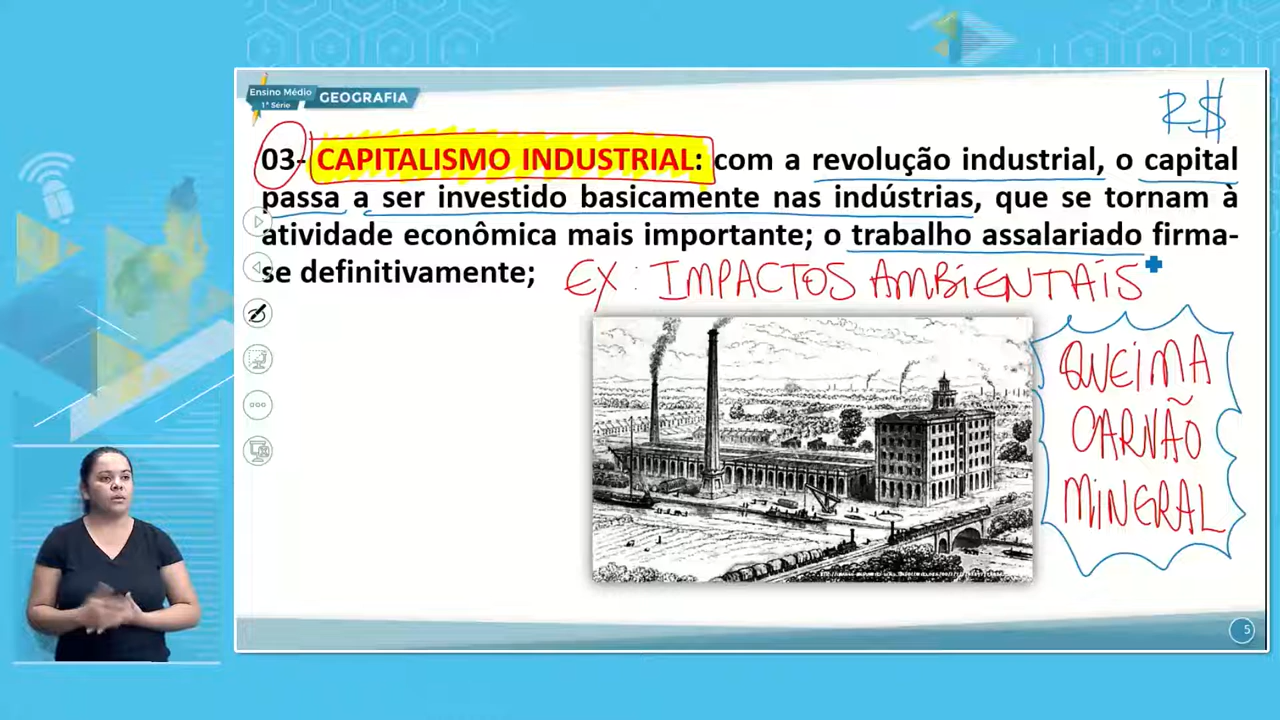 Ensino Médio
1ª Série
GEOGRAFIA
R$
03- CAPITALISMO INDUSTRIAL: com a revolução industrial, o capital
passa a ser investido basicamente nas indústrias, que se tornam à
atividade econômica mais importante; o trabalho assalariado firma-
se definitivamente;
EX: IMPACTOS AMBIENTAIS
QUEIMA
CARVÃO
MINERAL
5